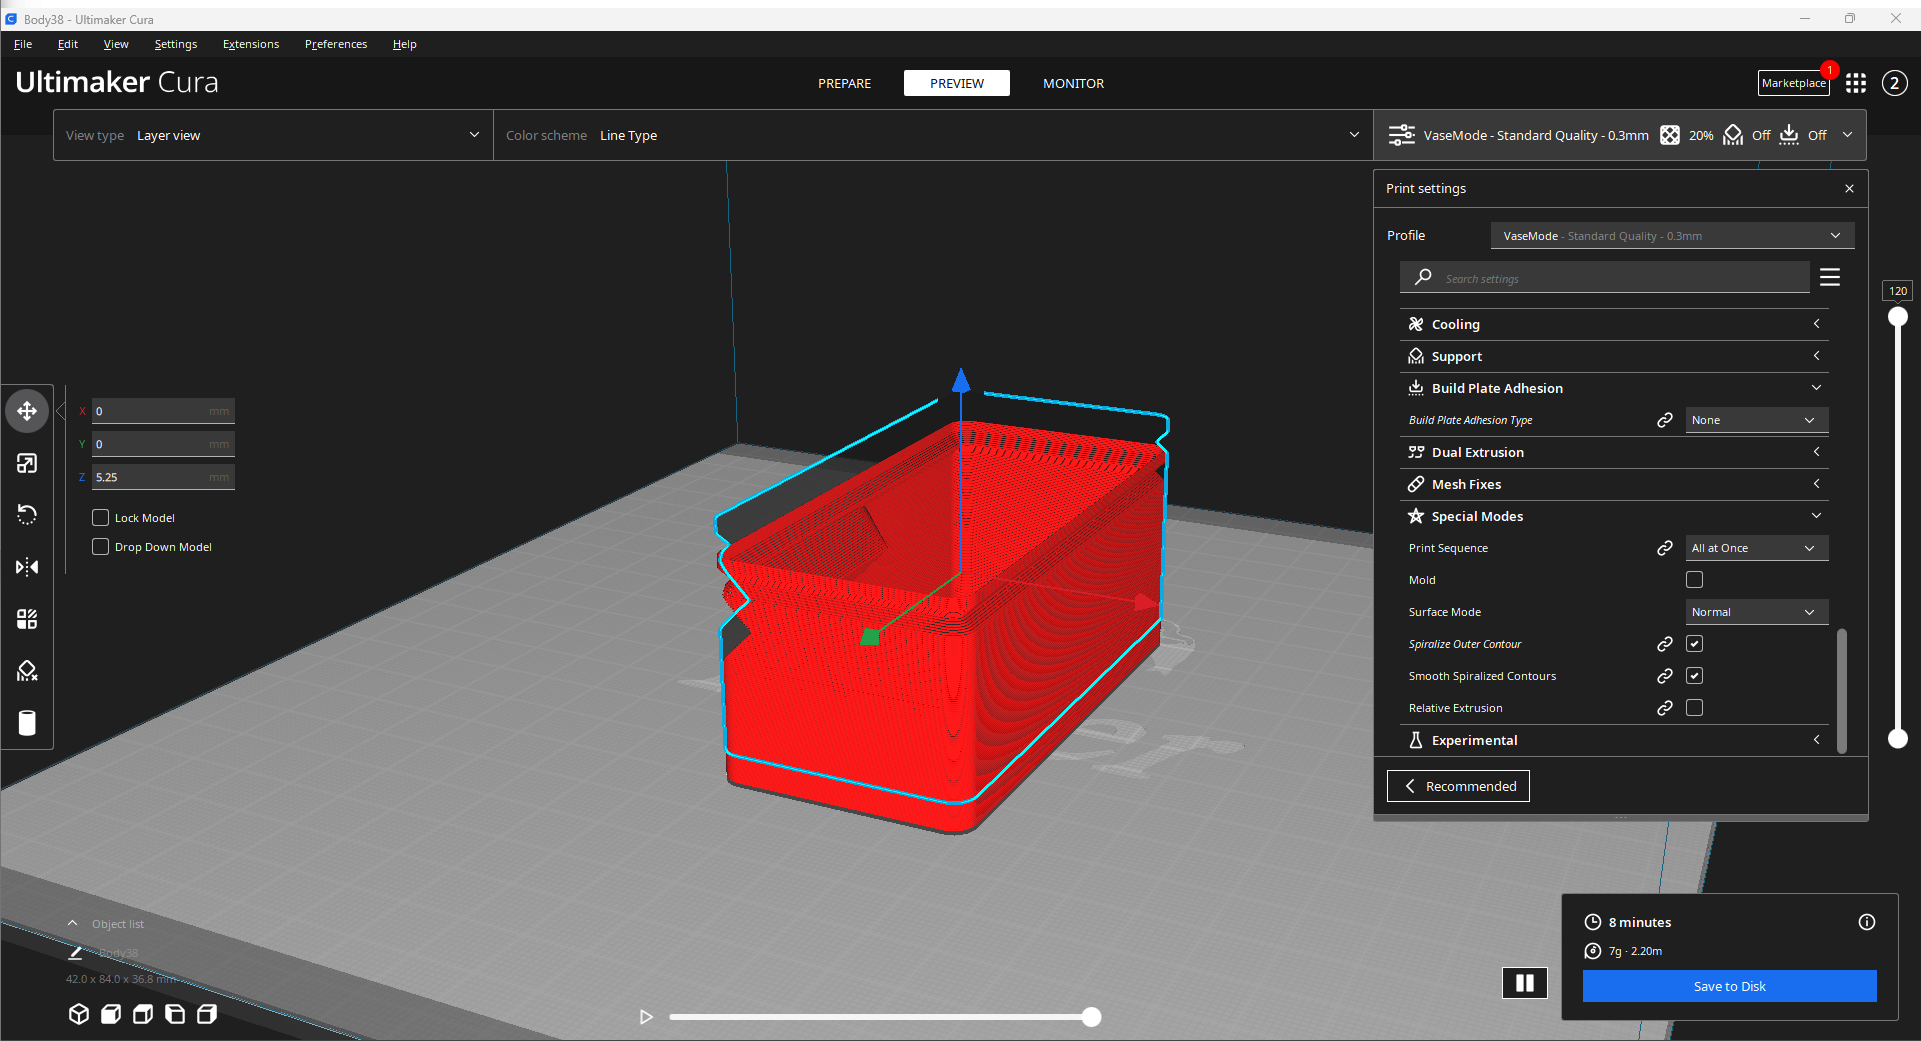 Body38 - Ultimaker Cura
File Edit View Settings Extensions Preferences Help
Ultimaker Cura
PREPARE PREVIEW MONITOR
Marketplace 1
2
View type Layer view
Color scheme Line Type
VaseMode - Standard Quality - 0.3mm 20% Off Off
Print settings
Profile VaseMode - Standard Quality - 0.3mm
Search settings
Cooling
Support
Build Plate Adhesion
Build Plate Adhesion Type None
Dual Extrusion
Mesh Fixes
Special Modes
Print Sequence All at Once
Mold
Surface Mode Normal
Spiralize Outer Contour
Smooth Spiralized Contours
Relative Extrusion
Experimental
Recommended
120
X 0 mm
Y 0 mm
Z 5.25 mm
Lock Model
Drop Down Model
Object list
Body38
42.0 x 84.0 x 36.8 mm
8 minutes
7g · 2.20m
Save to Disk